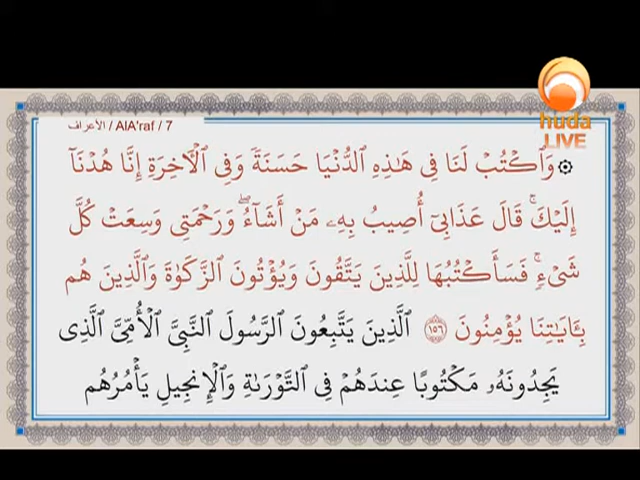 huda
LIVE
الأعراف / AlA'raf / 7
۞ وَٱكۡتُبۡ لَنَا فِي هَٰذِهِ ٱلدُّنۡيَا حَسَنَةٗ وَفِي ٱلۡأٓخِرَةِ إِنَّا هُدۡنَآ
إِلَيۡكَۚ قَالَ عَذَابِيٓ أُصِيبُ بِهِۦ مَنۡ أَشَآءُۖ وَرَحۡمَتِي وَسِعَتۡ كُلَّ
شَيۡءٖۚ فَسَأَكۡتُبُهَا لِلَّذِينَ يَتَّقُونَ وَيُؤۡتُونَ ٱلزَّكَوٰةَ وَٱلَّذِينَ هُم
بِـَٔايَٰتِنَا يُؤۡمِنُونَ ١٥٦ ٱلَّذِينَ يَتَّبِعُونَ ٱلرَّسُولَ ٱلنَّبِيَّ ٱلۡأُمِّيَّ ٱلَّذِي
يَجِدُونَهُۥ مَكۡتُوبًا عِندَهُمۡ فِي ٱلتَّوۡرَىٰةِ وَٱلۡإِنجِيلِ يَأۡمُرُهُم